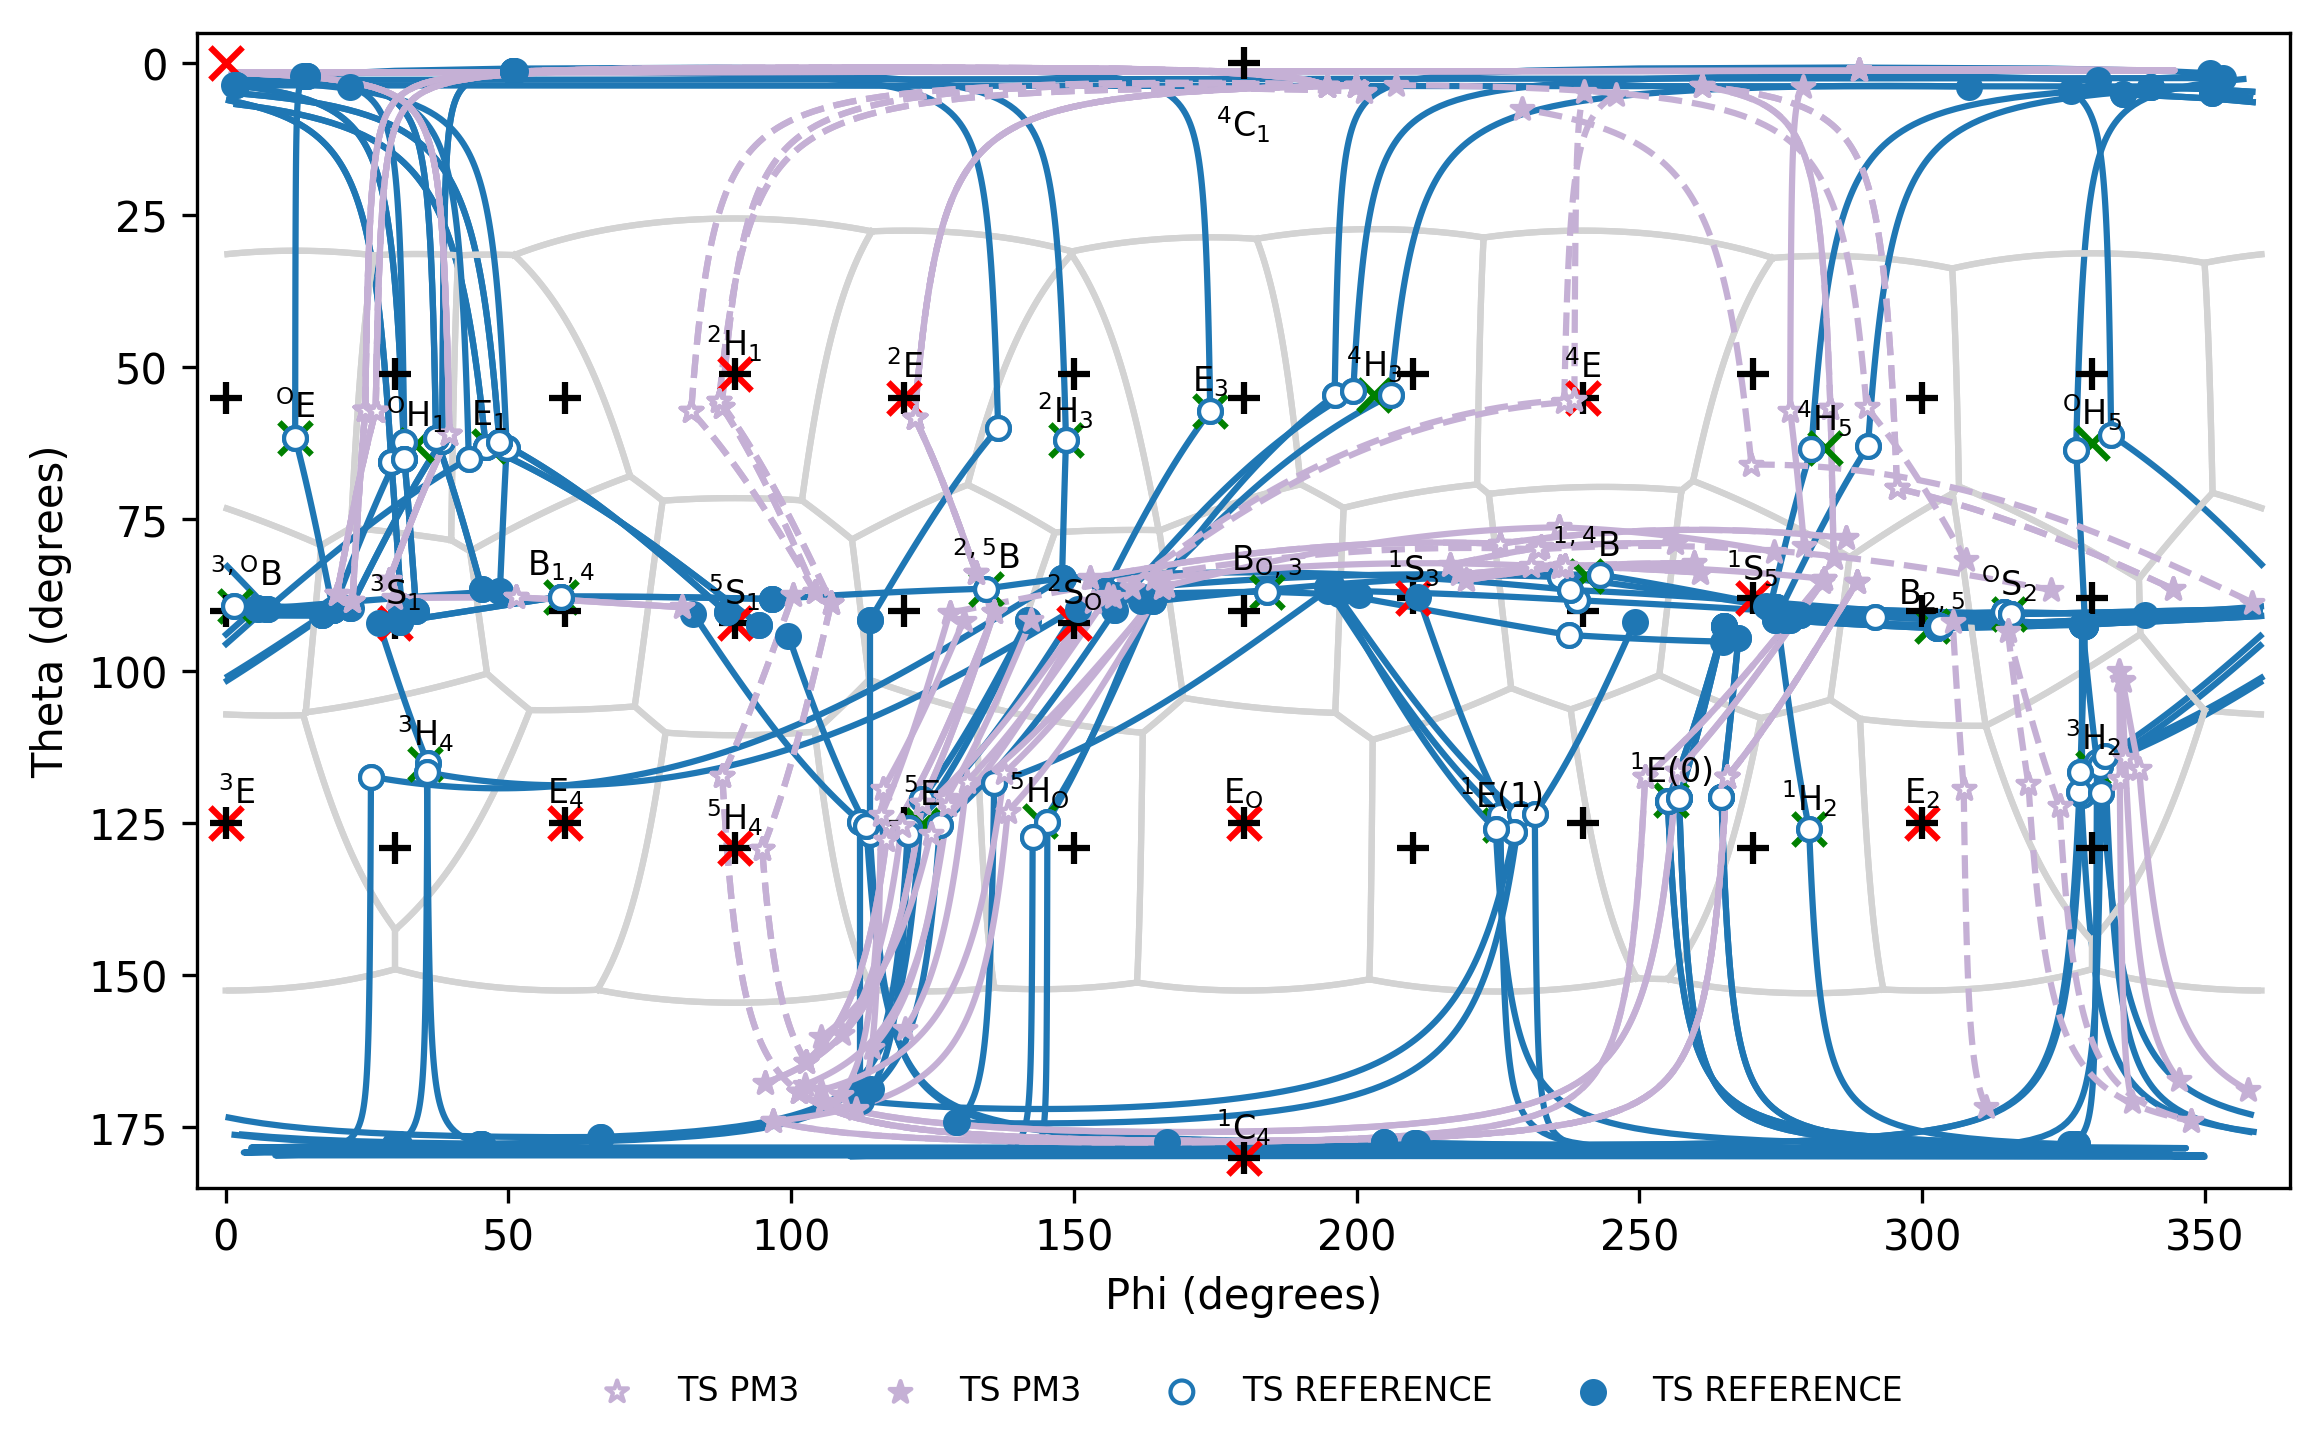 0
⁴C₁
25
²H₁
²E
⁴H₃
⁴E
50
ᴼE
ᴼH₁
E₁
²H₃
E₃
⁴H₅
ᴼH₅
75
³,ᴼB
³S₁
B₁,₄
⁵S₁
²,⁵B
²Sₒ
Bₒ,₃
¹S₃
¹,⁴B
¹S₅
B₂,₅
ᴼS₂
100
³H₄
³H₂
³E
E₄
⁵H₄
⁵E
⁵Hₒ
Eₒ
¹E(1)
¹E(0)
¹H₂
E₂
125
150
175
¹C₄
Theta (degrees)
0 50 100 150 200 250 300 350
Phi (degrees)
TS PM3 TS PM3 TS REFERENCE TS REFERENCE